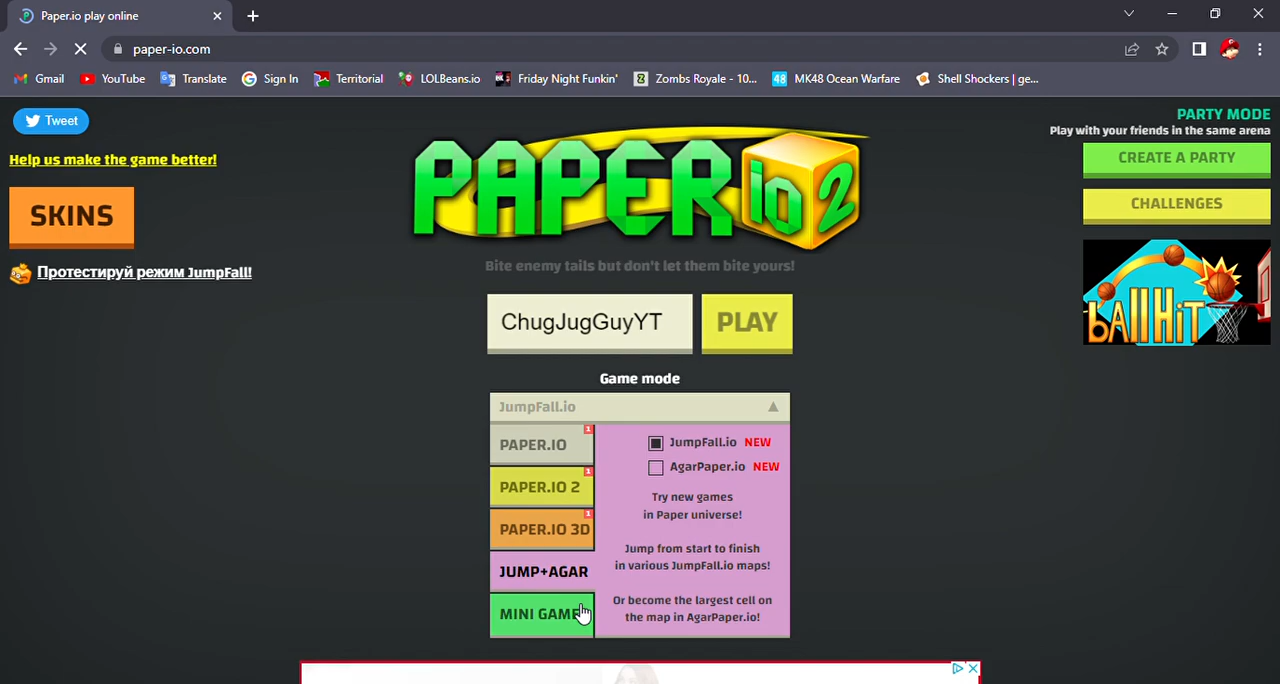 Paper.io play online
paper-io.com
Gmail
YouTube
Translate
Sign In
Territorial
LOLBeans.io
Friday Night Funkin'
Zombs Royale - 10...
48
MK48 Ocean Warfare
Shell Shockers | ge...
Tweet
Help us make the game better!
SKINS
Протестируй режим JumpFall!
PAPER io 2
Bite enemy tails but don't let them bite yours!
ChugJugGuyYT
PLAY
Game mode
JumpFall.io
PAPER.IO
1
PAPER.IO 2
1
PAPER.IO 3D
1
JUMP+AGAR
MINI GAME
JumpFall.io NEW
AgarPaper.io NEW
Try new games
in Paper universe!
Jump from start to finish
in various JumpFall.io maps!
Or become the largest cell on
the map in AgarPaper.io!
PARTY MODE
Play with your friends in the same arena
CREATE A PARTY
CHALLENGES
bAllHiT